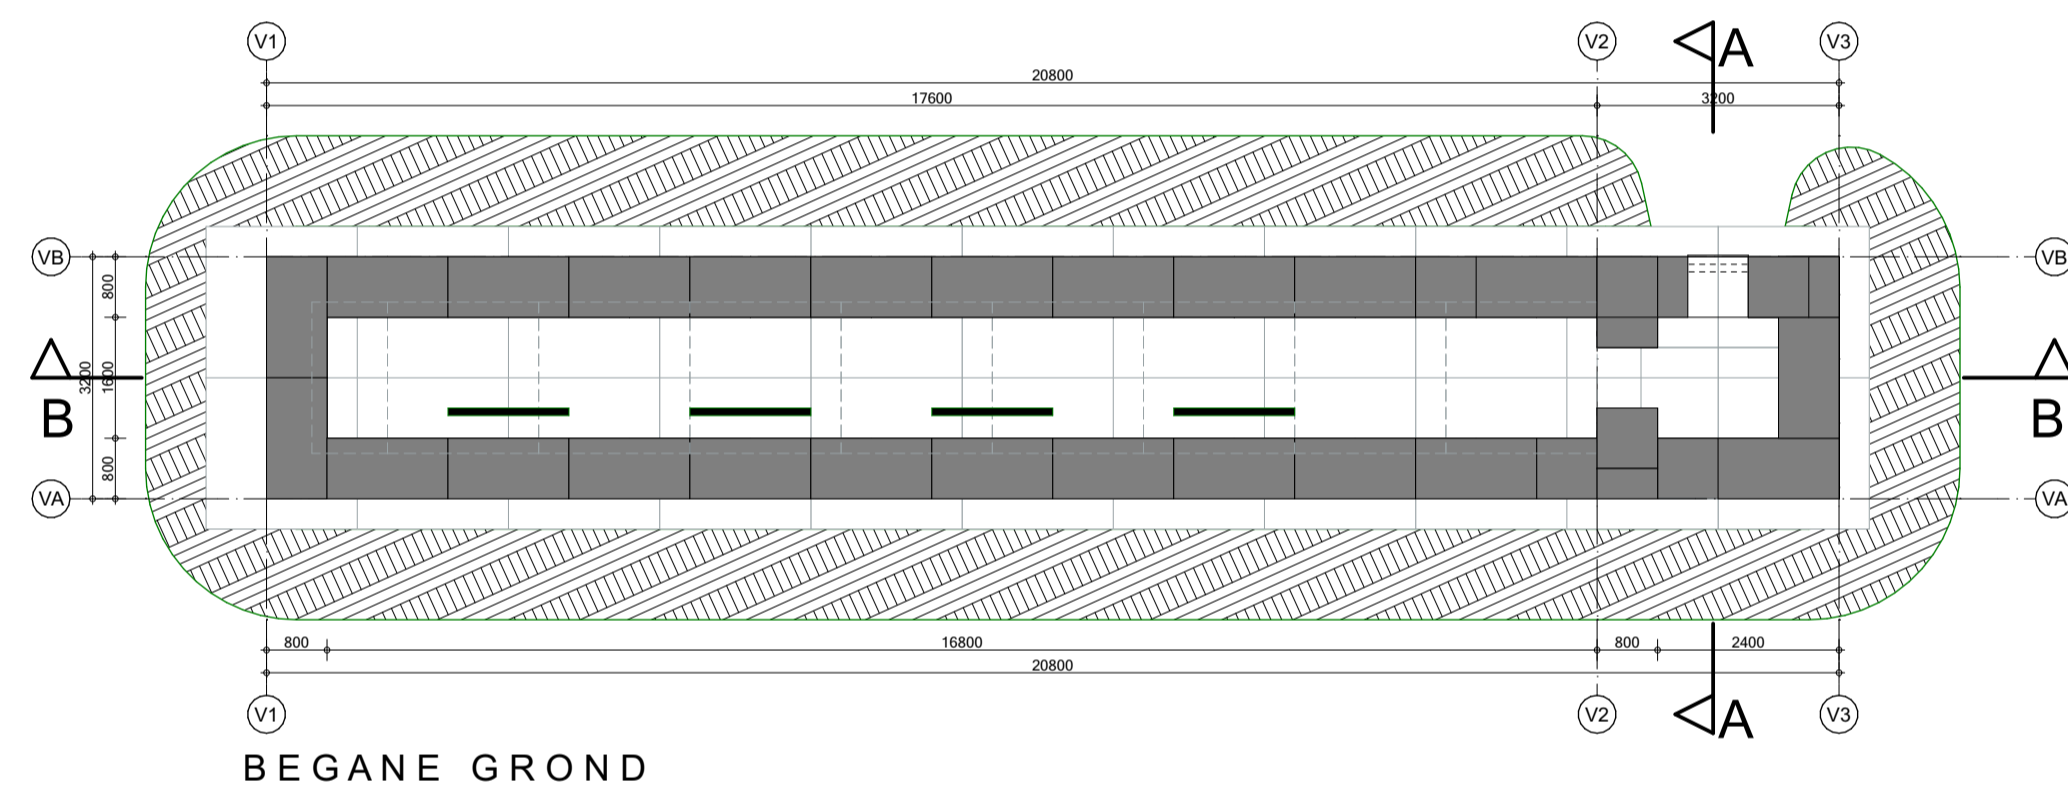 V1 V2 A V3
20800
17600 3200
VB VB
800
3200 1600
B B
800
VA VA
800 16800 800 2400
20800
V1 V2 A V3
BEGANE GROND